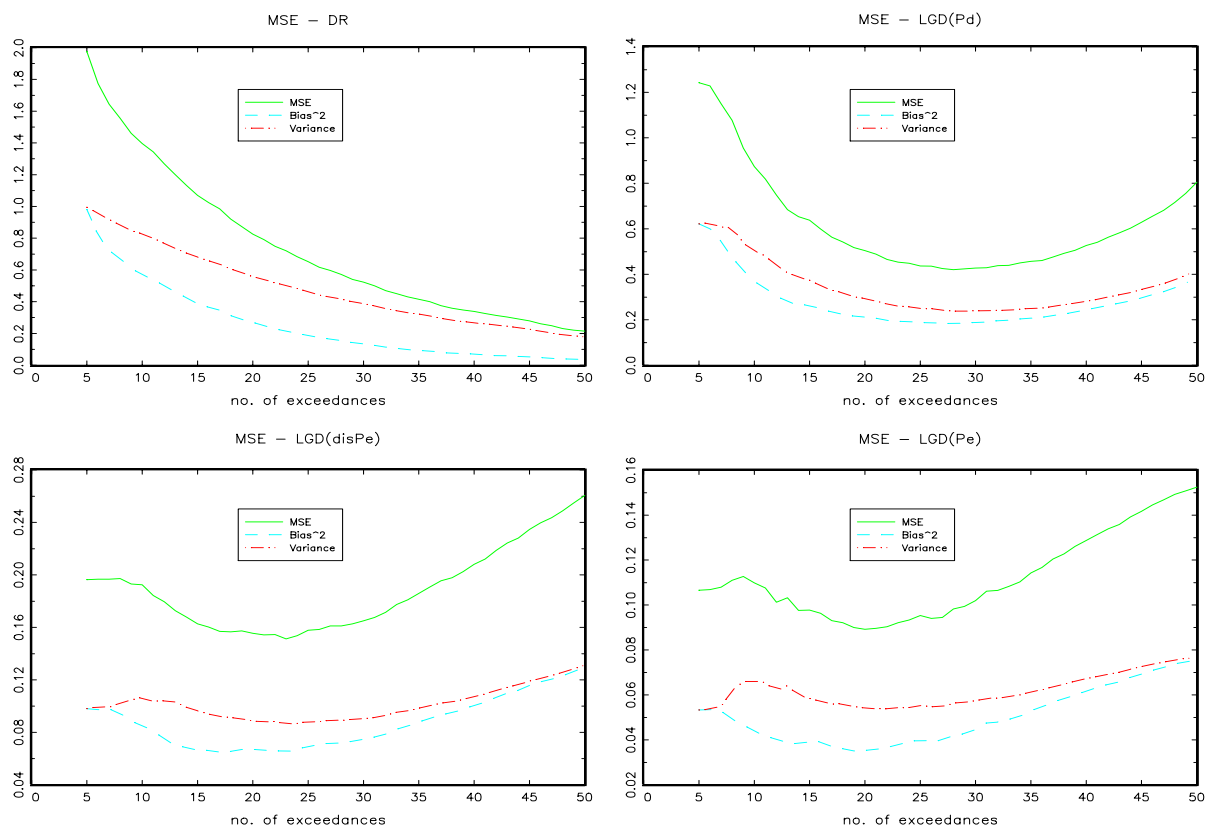 MSE – DR
2.0
1.8
1.6
1.4
1.2
1.0
0.8
0.6
0.4
0.2
0.0
MSE
Bias^2
Variance
0 5 10 15 20 25 30 35 40 45 50
no. of exceedances
MSE – LGD(Pd)
1.4
1.2
1.0
0.8
0.6
0.4
0.2
0.0
MSE
Bias^2
Variance
0 5 10 15 20 25 30 35 40 45 50
no. of exceedances
MSE – LGD(disPe)
0.28
0.24
0.20
0.16
0.12
0.08
0.04
MSE
Bias^2
Variance
0 5 10 15 20 25 30 35 40 45 50
no. of exceedances
MSE – LGD(Pe)
0.16
0.14
0.12
0.10
0.08
0.06
0.04
0.02
MSE
Bias^2
Variance
0 5 10 15 20 25 30 35 40 45 50
no. of exceedances